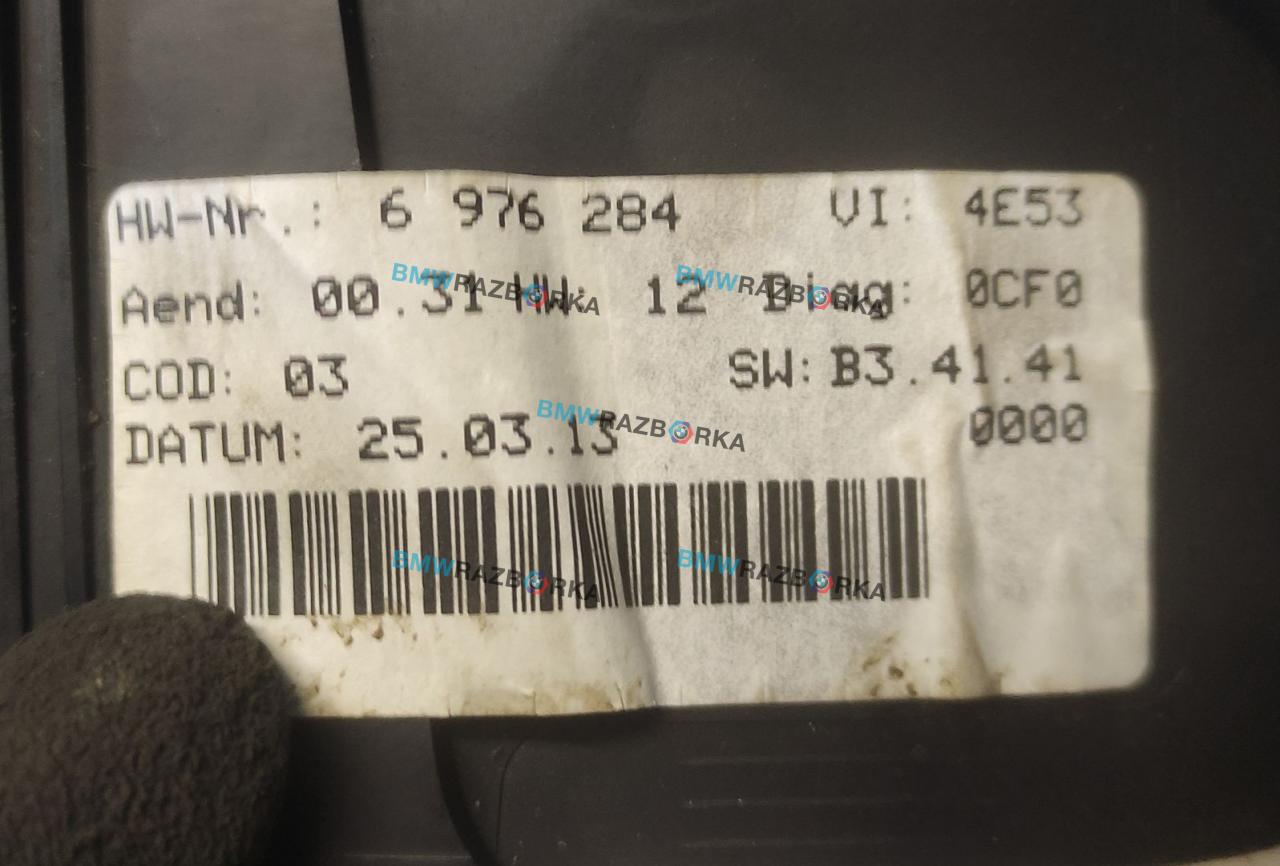 HW-Nr.: 6 976 284 VI: 4E53
Aend: 00.31 HW: 12 Diag: 0CF0
COD: 03 SW: B3.41.41
DATUM: 25.03.13 0000
BMWRAZBORKA BMWRAZBORKA
BMWRAZBORKA
BMWRAZBORKA BMWRAZBORKA